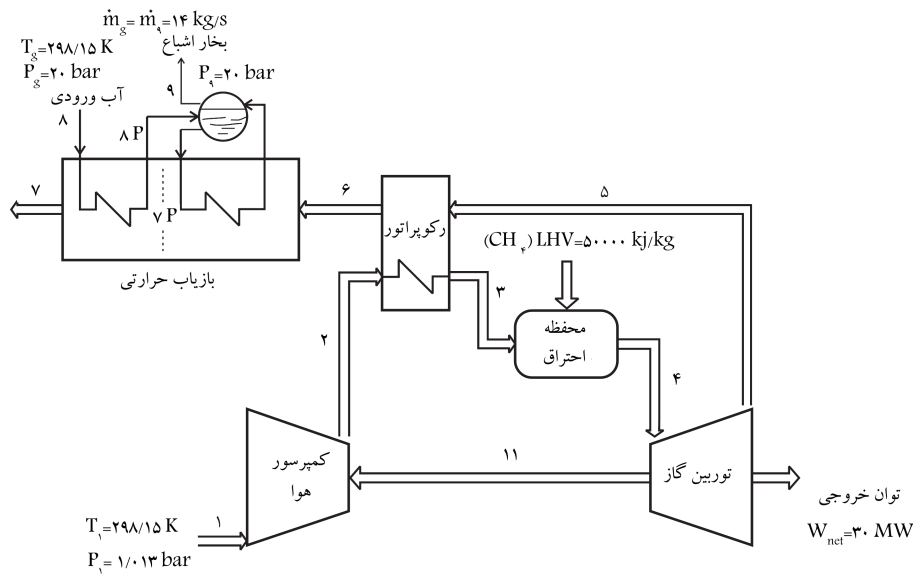 ṁg= ṁ۹=۱۴ kg/s
بخار اشباع
Tg=۲۹۸/۱۵ K
Pg=۲۰ bar
آب ورودی
P۹=۲۰ bar
۹
۸
۸ P
۷
۷ P
بازیاب حرارتی
۶
رکوپراتور
۵
(CH۴) LHV=۵۰۰۰۰ kj/kg
۳
محفظه
احتراق
۲
۴
کمپرسور
هوا
۱۱
توربین گاز
توان خروجی
Wnet=۳۰ MW
T۱=۲۹۸/۱۵ K
۱
P۱= ۱/۰۱۳ bar